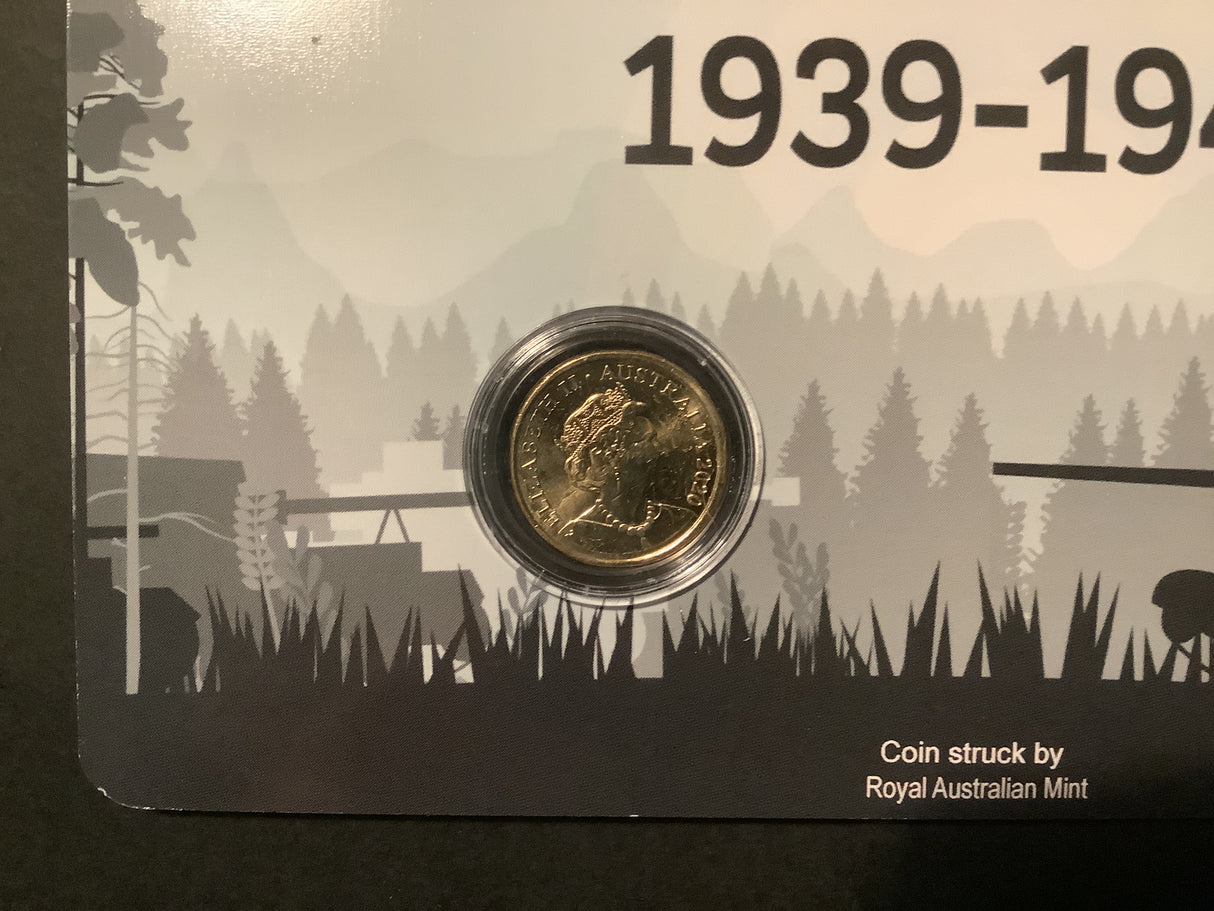 1939-194
ELIZABETH II • AUSTRALIA 2020
Coin struck by
Royal Australian Mint